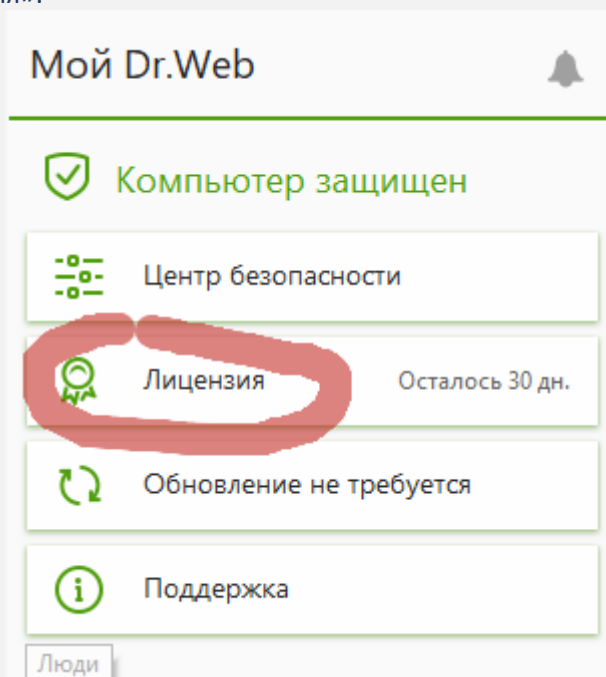 Мой Dr.Web
Компьютер защищен
Центр безопасности
Лицензия Осталось 30 дн.
Обновление не требуется
Поддержка
Люди